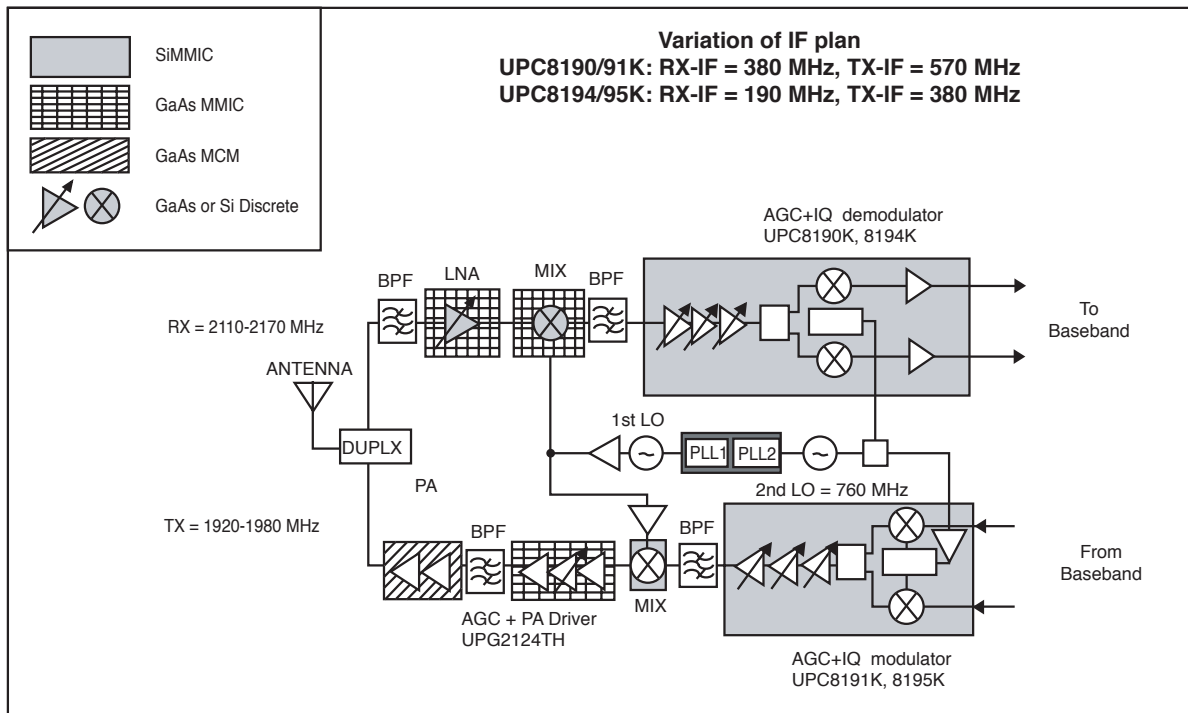 SiMMIC
GaAs MMIC
GaAs MCM
GaAs or Si Discrete
Variation of IF plan
UPC8190/91K: RX-IF = 380 MHz, TX-IF = 570 MHz
UPC8194/95K: RX-IF = 190 MHz, TX-IF = 380 MHz
AGC+IQ demodulator
UPC8190K, 8194K
BPF
LNA
MIX
BPF
RX = 2110-2170 MHz
To
Baseband
ANTENNA
1st LO
DUPLX
PLL1
PLL2
PA
2nd LO = 760 MHz
TX = 1920-1980 MHz
BPF
BPF
From
Baseband
MIX
AGC + PA Driver
UPG2124TH
AGC+IQ modulator
UPC8191K, 8195K